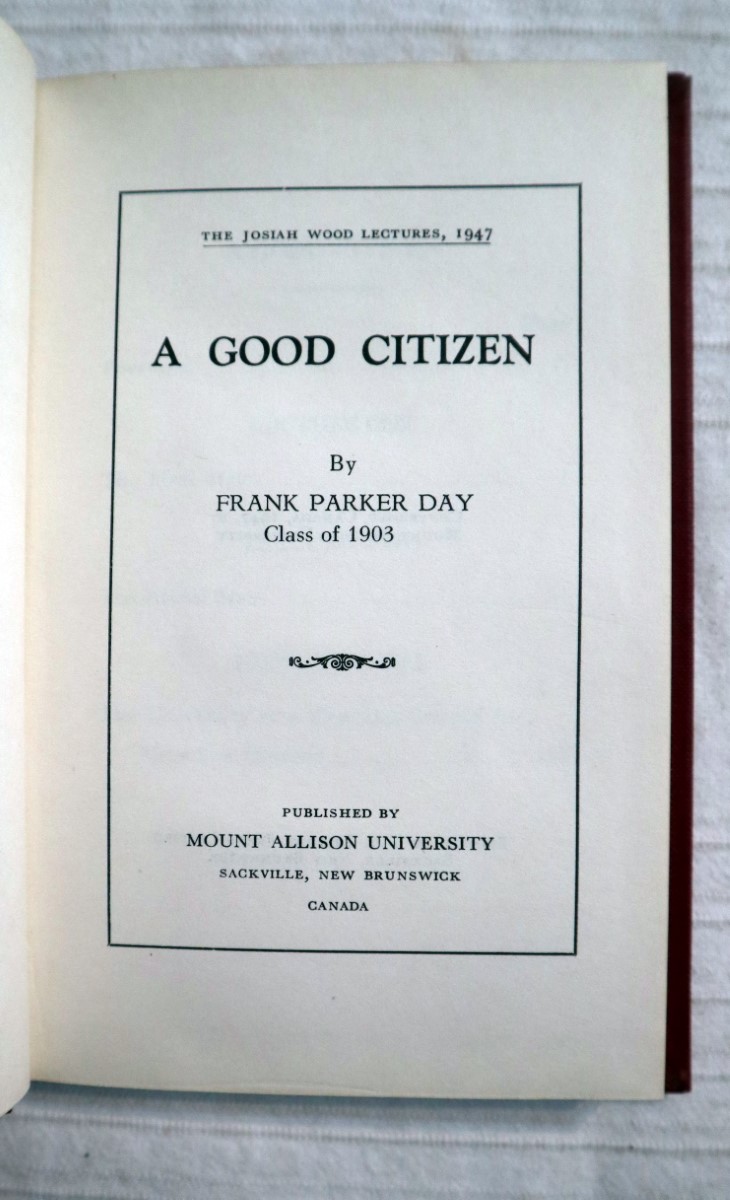 THE JOSIAH WOOD LECTURES, 1947
A GOOD CITIZEN
By
FRANK PARKER DAY
Class of 1903
PUBLISHED BY
MOUNT ALLISON UNIVERSITY
SACKVILLE, NEW BRUNSWICK
CANADA